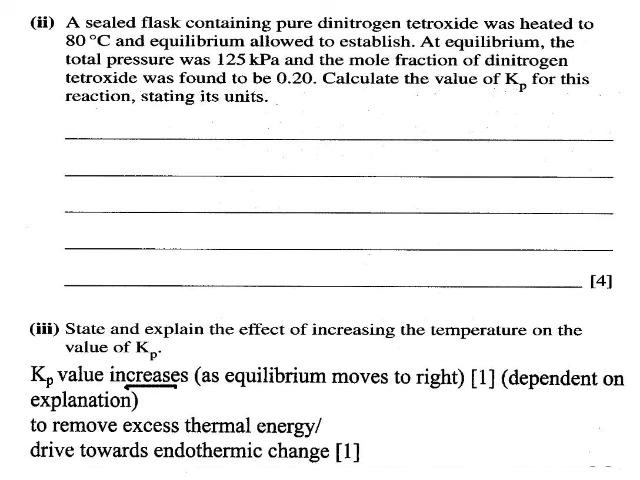 (ii) A sealed flask containing pure dinitrogen tetroxide was heated to
80 °C and equilibrium allowed to establish. At equilibrium, the
total pressure was 125 kPa and the mole fraction of dinitrogen
tetroxide was found to be 0.20. Calculate the value of Kp for this
reaction, stating its units.
[4]
(iii) State and explain the effect of increasing the temperature on the
value of Kp.
Kp value increases (as equilibrium moves to right) [1] (dependent on
explanation)
to remove excess thermal energy/
drive towards endothermic change [1]